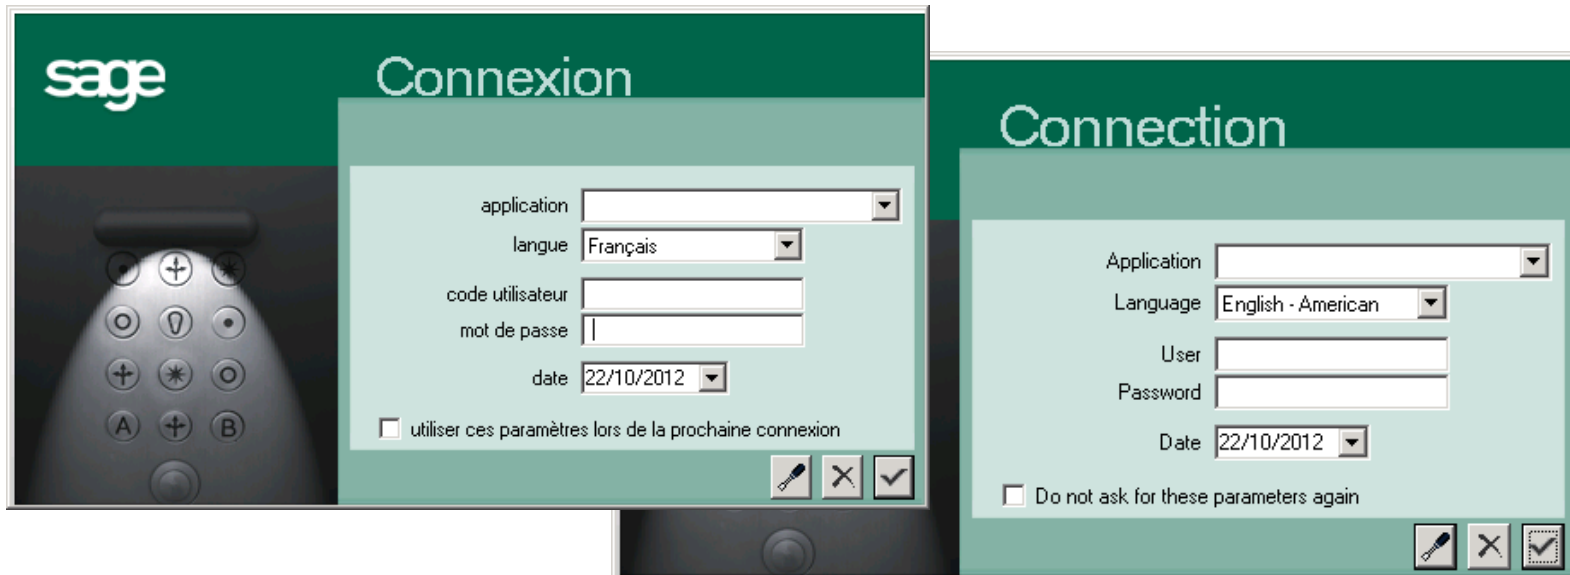 sage
Connexion
application
langue Français
code utilisateur
mot de passe
date 22/10/2012
utiliser ces paramètres lors de la prochaine connexion
A B
Connection
Application
Language English - American
User
Password
Date 22/10/2012
Do not ask for these parameters again